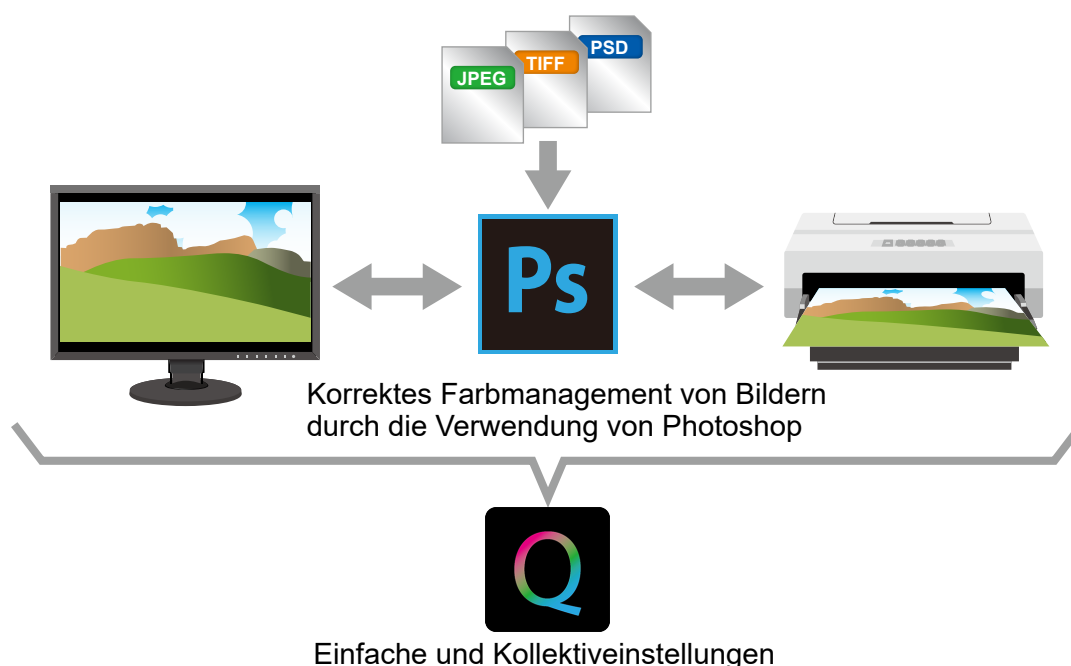 PSD
TIFF
JPEG
Ps
Korrektes Farbmanagement von Bildern
durch die Verwendung von Photoshop
Q
Einfache und Kollektiveinstellungen